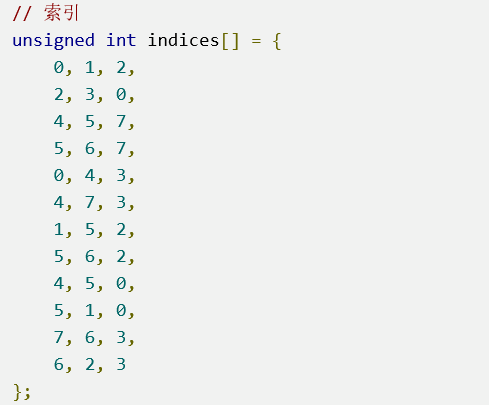 // 索引
unsigned int indices[] = {
    0, 1, 2,
    2, 3, 0,
    4, 5, 7,
    5, 6, 7,
    0, 4, 3,
    4, 7, 3,
    1, 5, 2,
    5, 6, 2,
    4, 5, 0,
    5, 1, 0,
    7, 6, 3,
    6, 2, 3
};